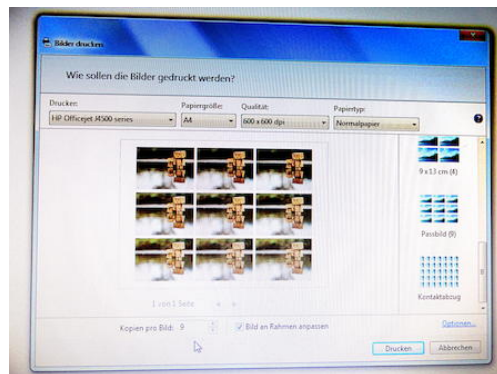 Bilder drucken
Wie sollen die Bilder gedruckt werden?
Drucker: Papiergröße: Qualität: Papiertyp:
HP Officejet J4500 series A4 600 x 600 dpi Normalpapier
9 x 13 cm (4)
Passbild (9)
Kontaktabzug
1 von 1 Seite
Kopien pro Bild: 9 Bild an Rahmen anpassen Optionen...
Drucken Abbrechen